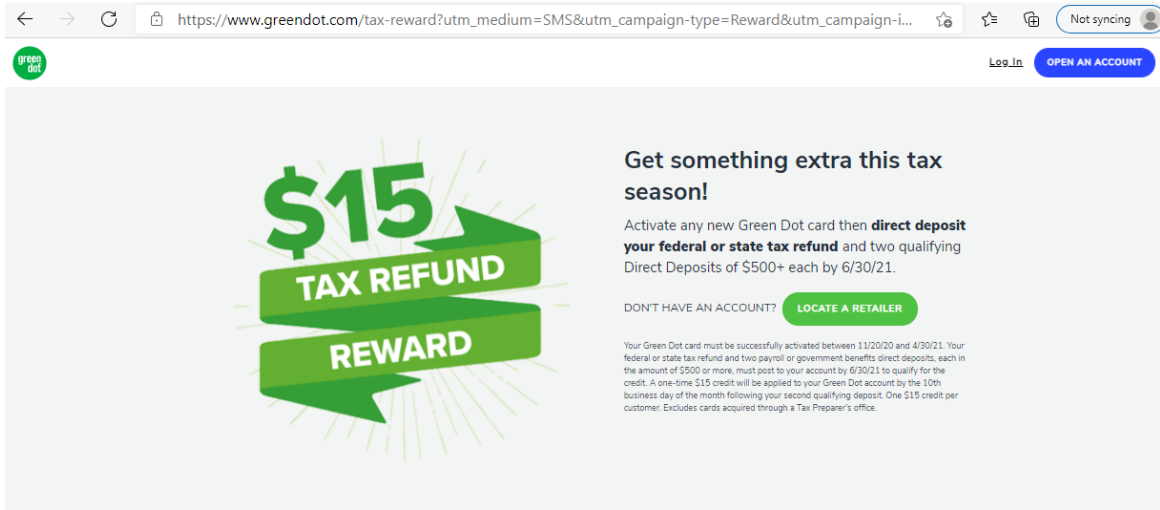 https://www.greendot.com/tax-reward?utm_medium=SMS&utm_campaign-type=Reward&utm_campaign-i...
Not syncing
green
dot
Log In
OPEN AN ACCOUNT
$15
TAX REFUND
REWARD
Get something extra this tax
season!
Activate any new Green Dot card then direct deposit
your federal or state tax refund and two qualifying
Direct Deposits of $500+ each by 6/30/21.
DON'T HAVE AN ACCOUNT? LOCATE A RETAILER
Your Green Dot card must be successfully activated between 11/20/20 and 4/30/21. Your
federal or state tax refund and two payroll or government benefits direct deposits, each in
the amount of $500 or more, must post to your account by 6/30/21 to qualify for the
credit. A one-time $15 credit will be applied to your Green Dot account by the 10th
business day of the month following your second qualifying deposit. One $15 credit per
customer. Excludes cards acquired through a Tax Preparer's office.